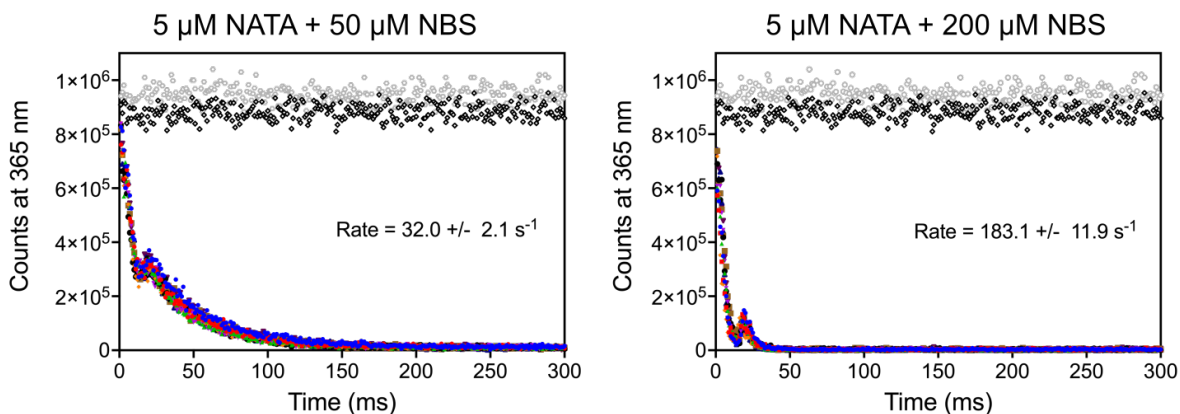 5 µM NATA + 50 µM NBS
Counts at 365 nm
1×10⁶
8×10⁵
6×10⁵
4×10⁵
2×10⁵
0
Rate = 32.0 +/- 2.1 s⁻¹
0 50 100 150 200 250 300
Time (ms)
5 µM NATA + 200 µM NBS
Counts at 365 nm
1×10⁶
8×10⁵
6×10⁵
4×10⁵
2×10⁵
0
Rate = 183.1 +/- 11.9 s⁻¹
0 50 100 150 200 250 300
Time (ms)